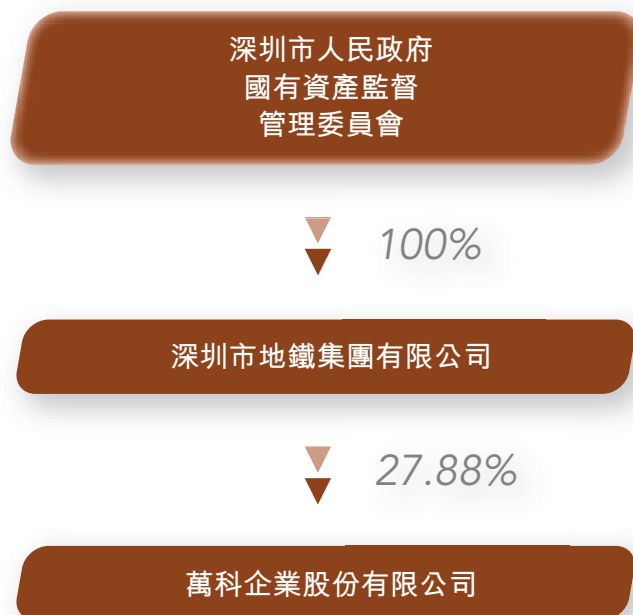 深圳市人民政府
國有資產監督
管理委員會
100%
深圳市地鐵集團有限公司
27.88%
萬科企業股份有限公司